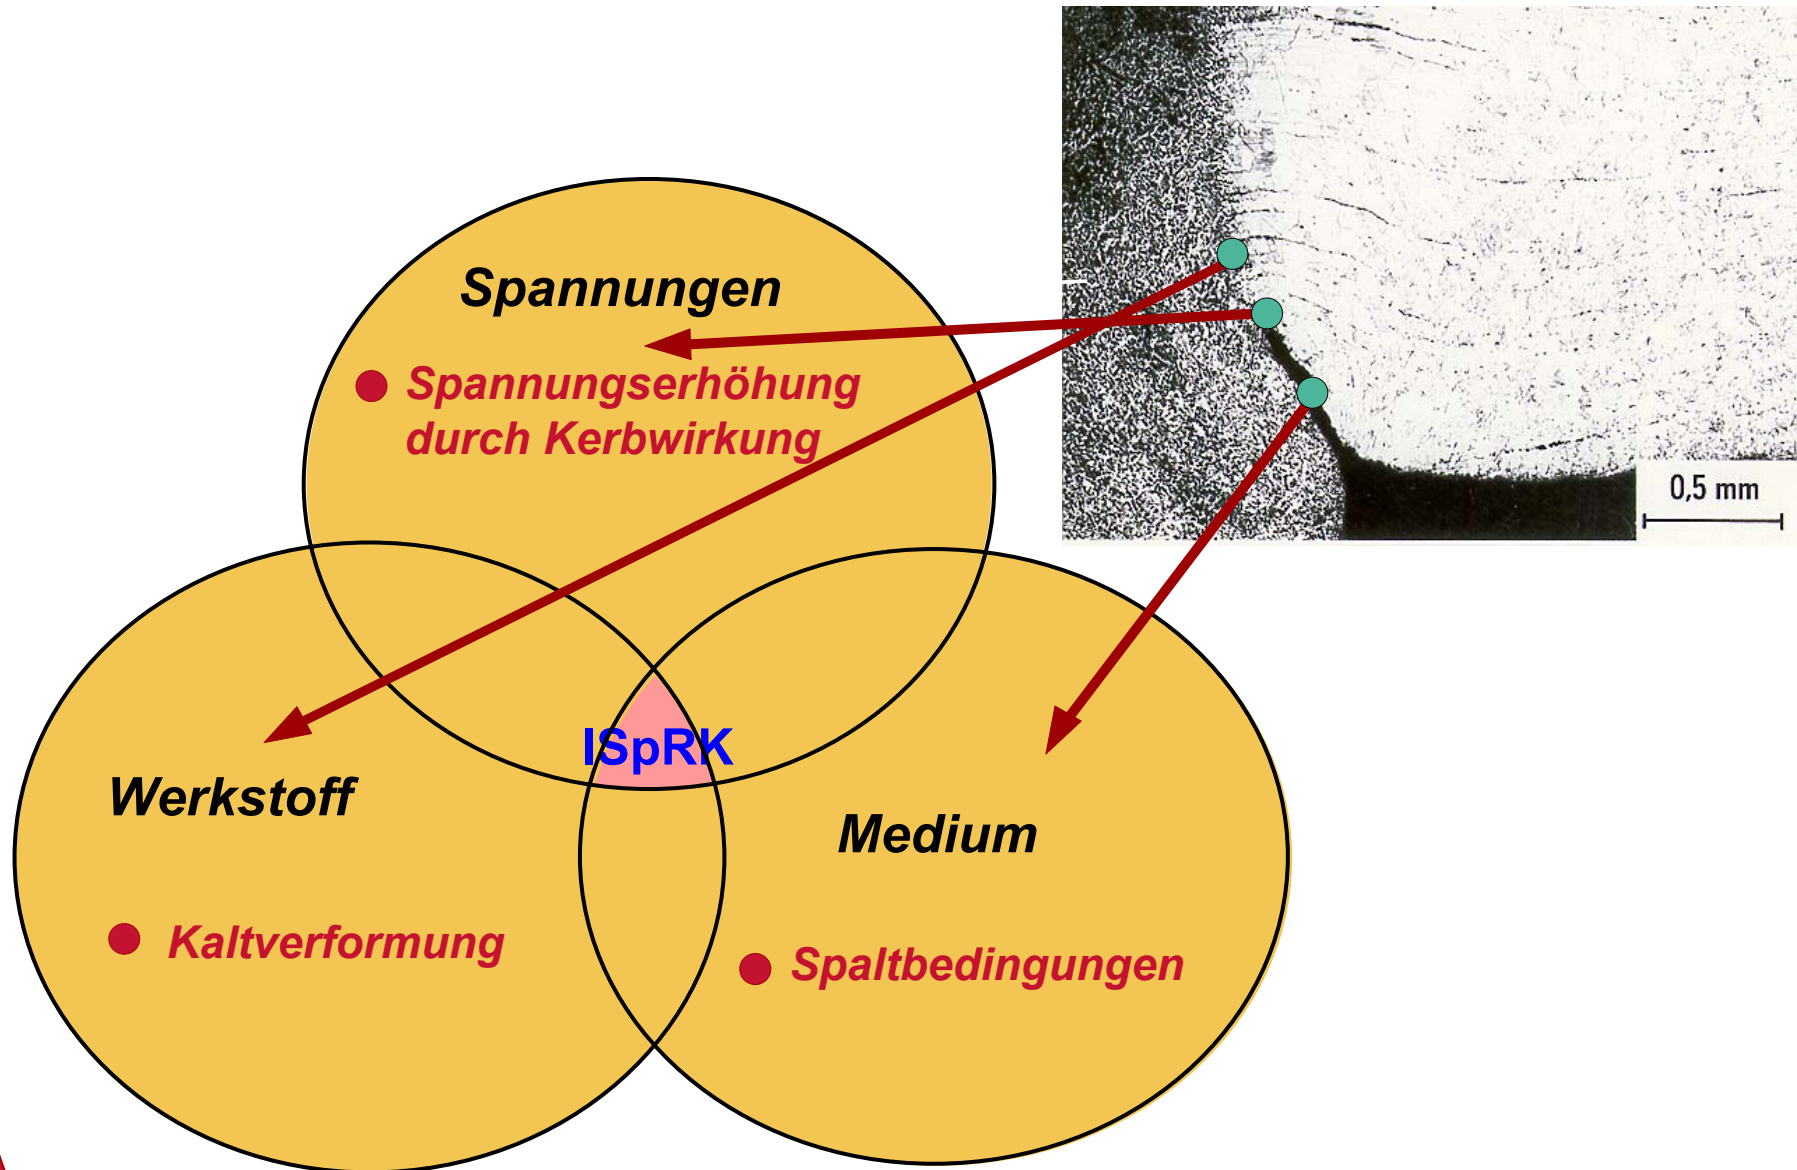 Spannungen
Spannungserhöhung
durch Kerbwirkung
0,5 mm
ISpRK
Werkstoff
Medium
Kaltverformung
Spaltbedingungen